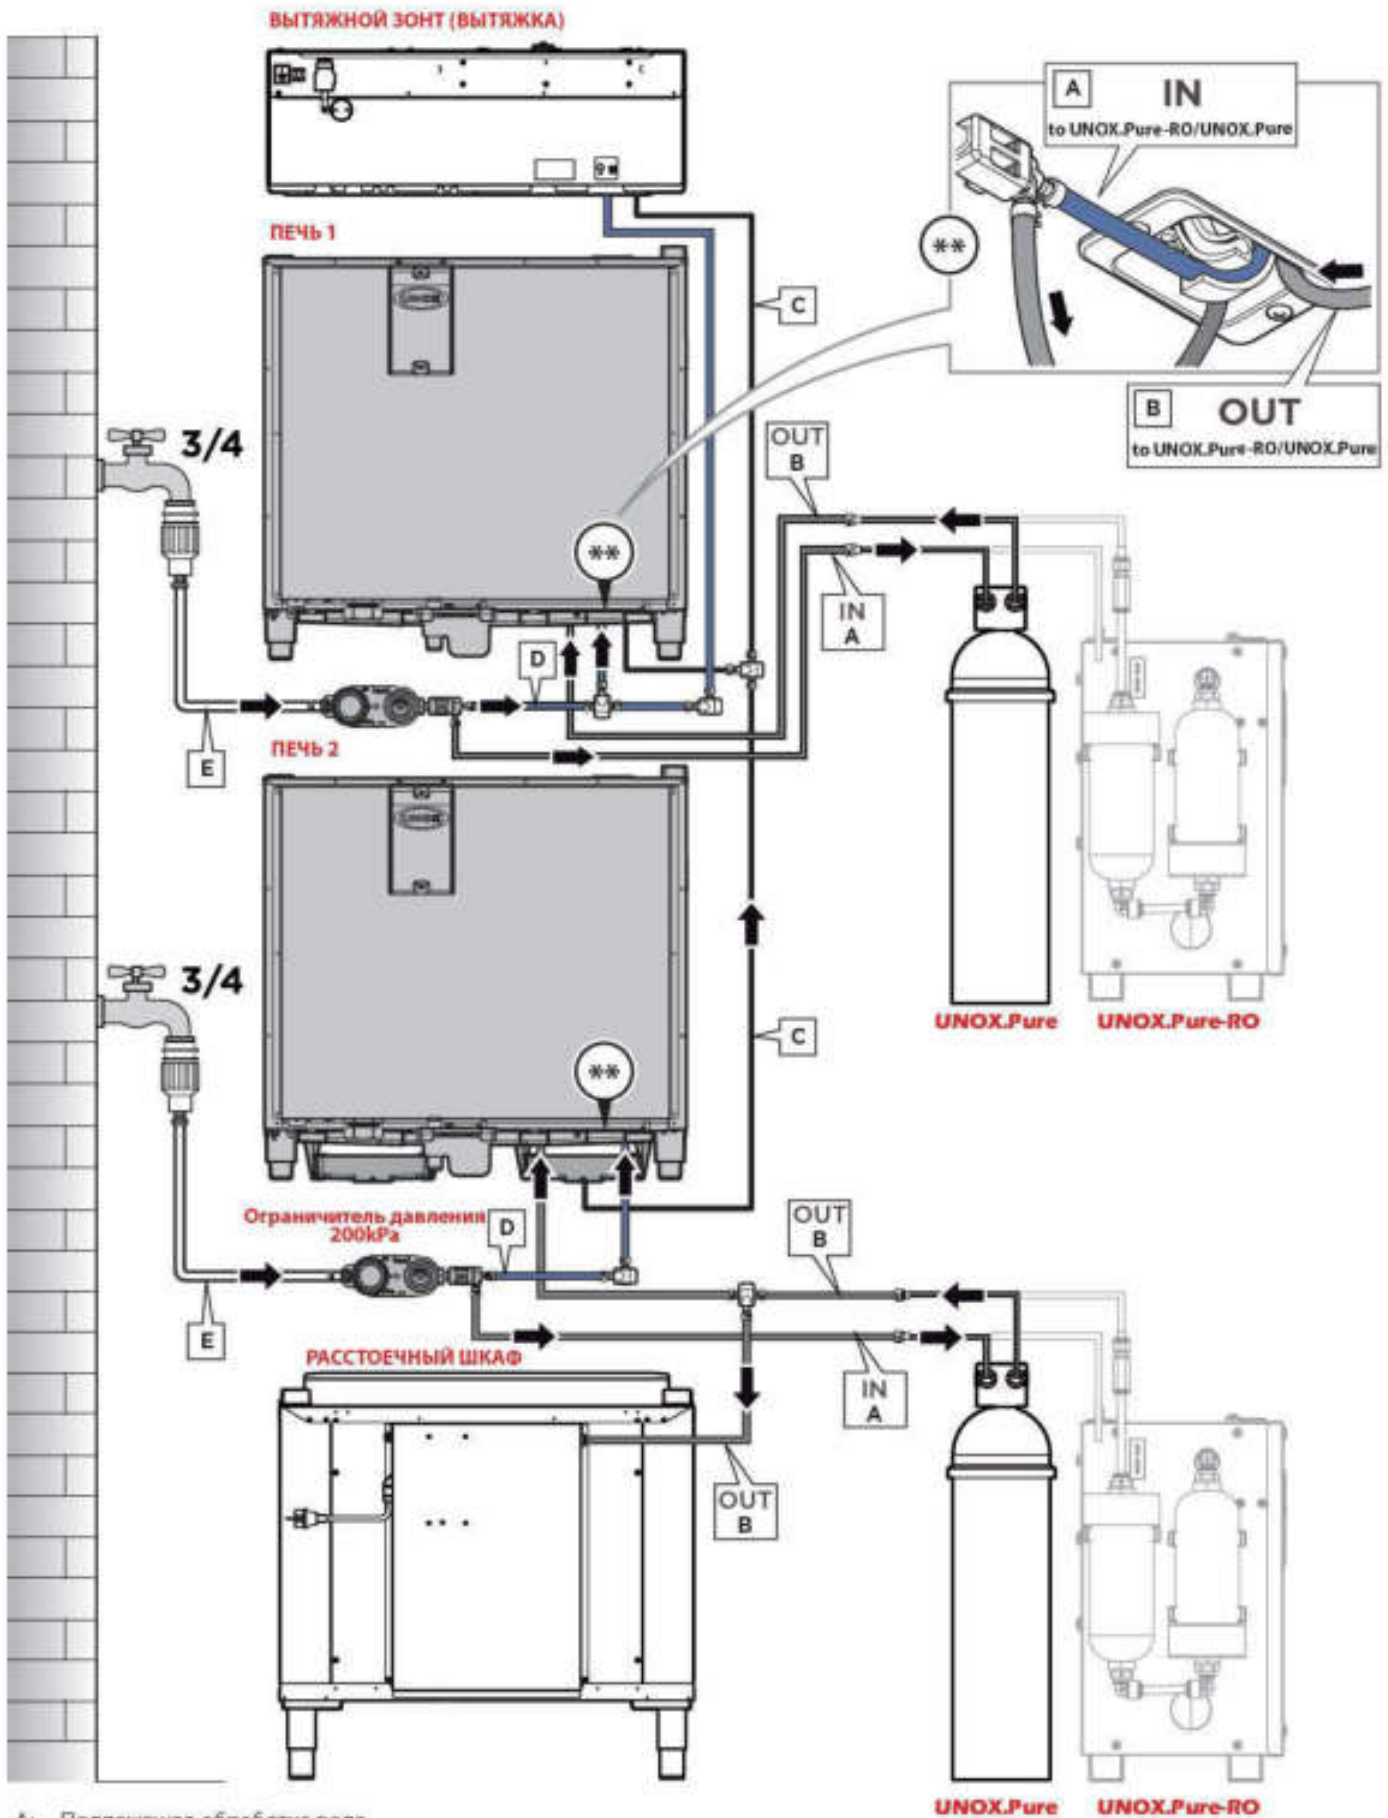 ВЫТЯЖНОЙ ЗОНТ (ВЫТЯЖКА)
A IN
to UNOX.Pure-RO/UNOX.Pure
**
B OUT
to UNOX.Pure-RO/UNOX.Pure
ПЕЧЬ 1
UNOX
C
3/4
OUT
B
**
IN
A
D
E
ПЕЧЬ 2
UNOX
3/4
UNOX.Pure
UNOX.Pure-RO
C
**
Ограничитель давления
200kPa
D
OUT
B
E
РАССТОЕЧНЫЙ ШКАФ
IN
A
OUT
B
UNOX.Pure
UNOX.Pure-RO